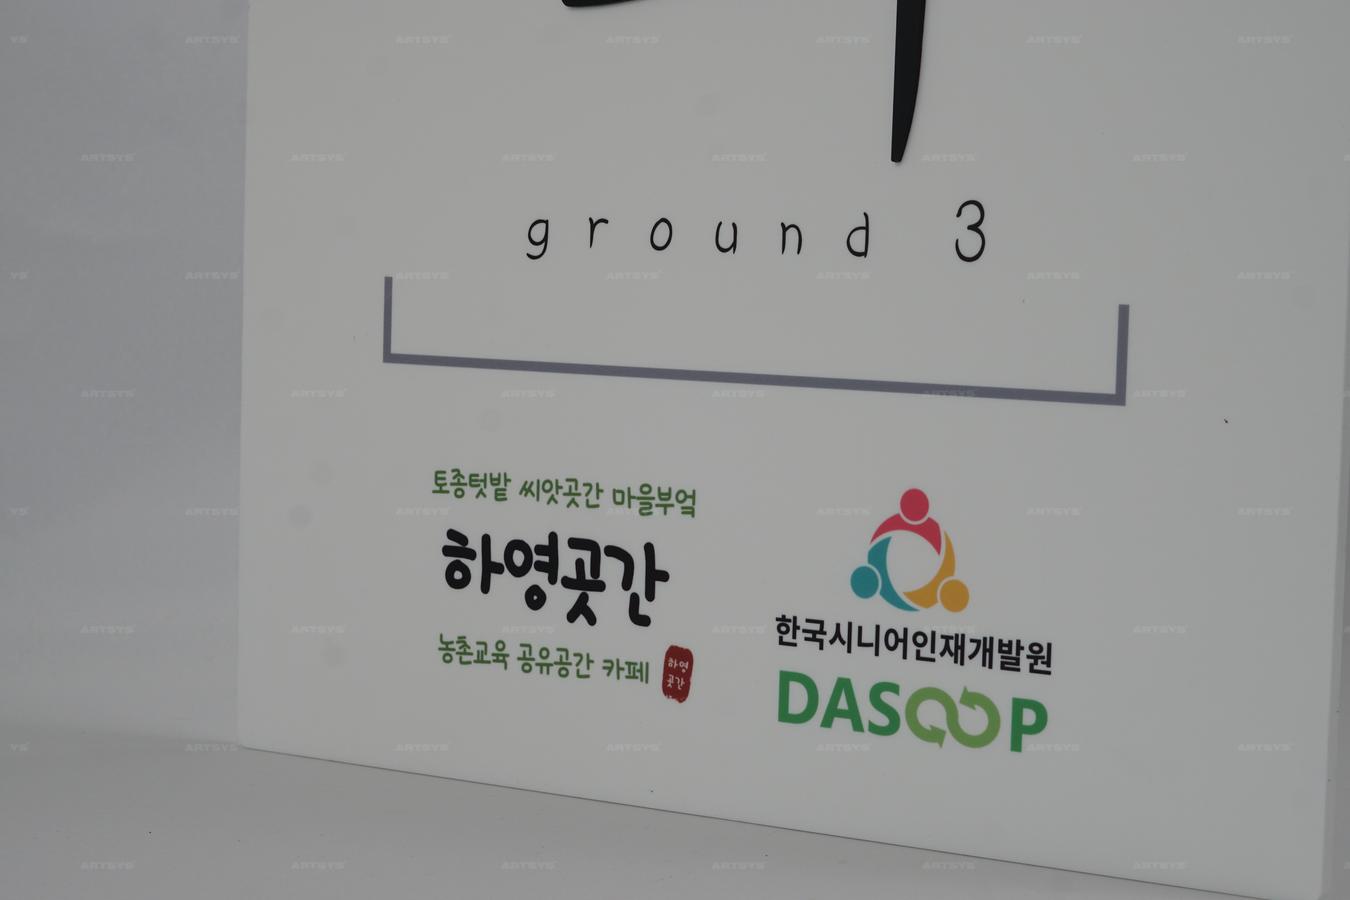 ground 3
토종텃밭 씨앗곳간 마을부엌
하영곳간
농촌교육 공유공간 카페
하영
곳간
한국시니어인재개발원
DASOOP
ARTSYS